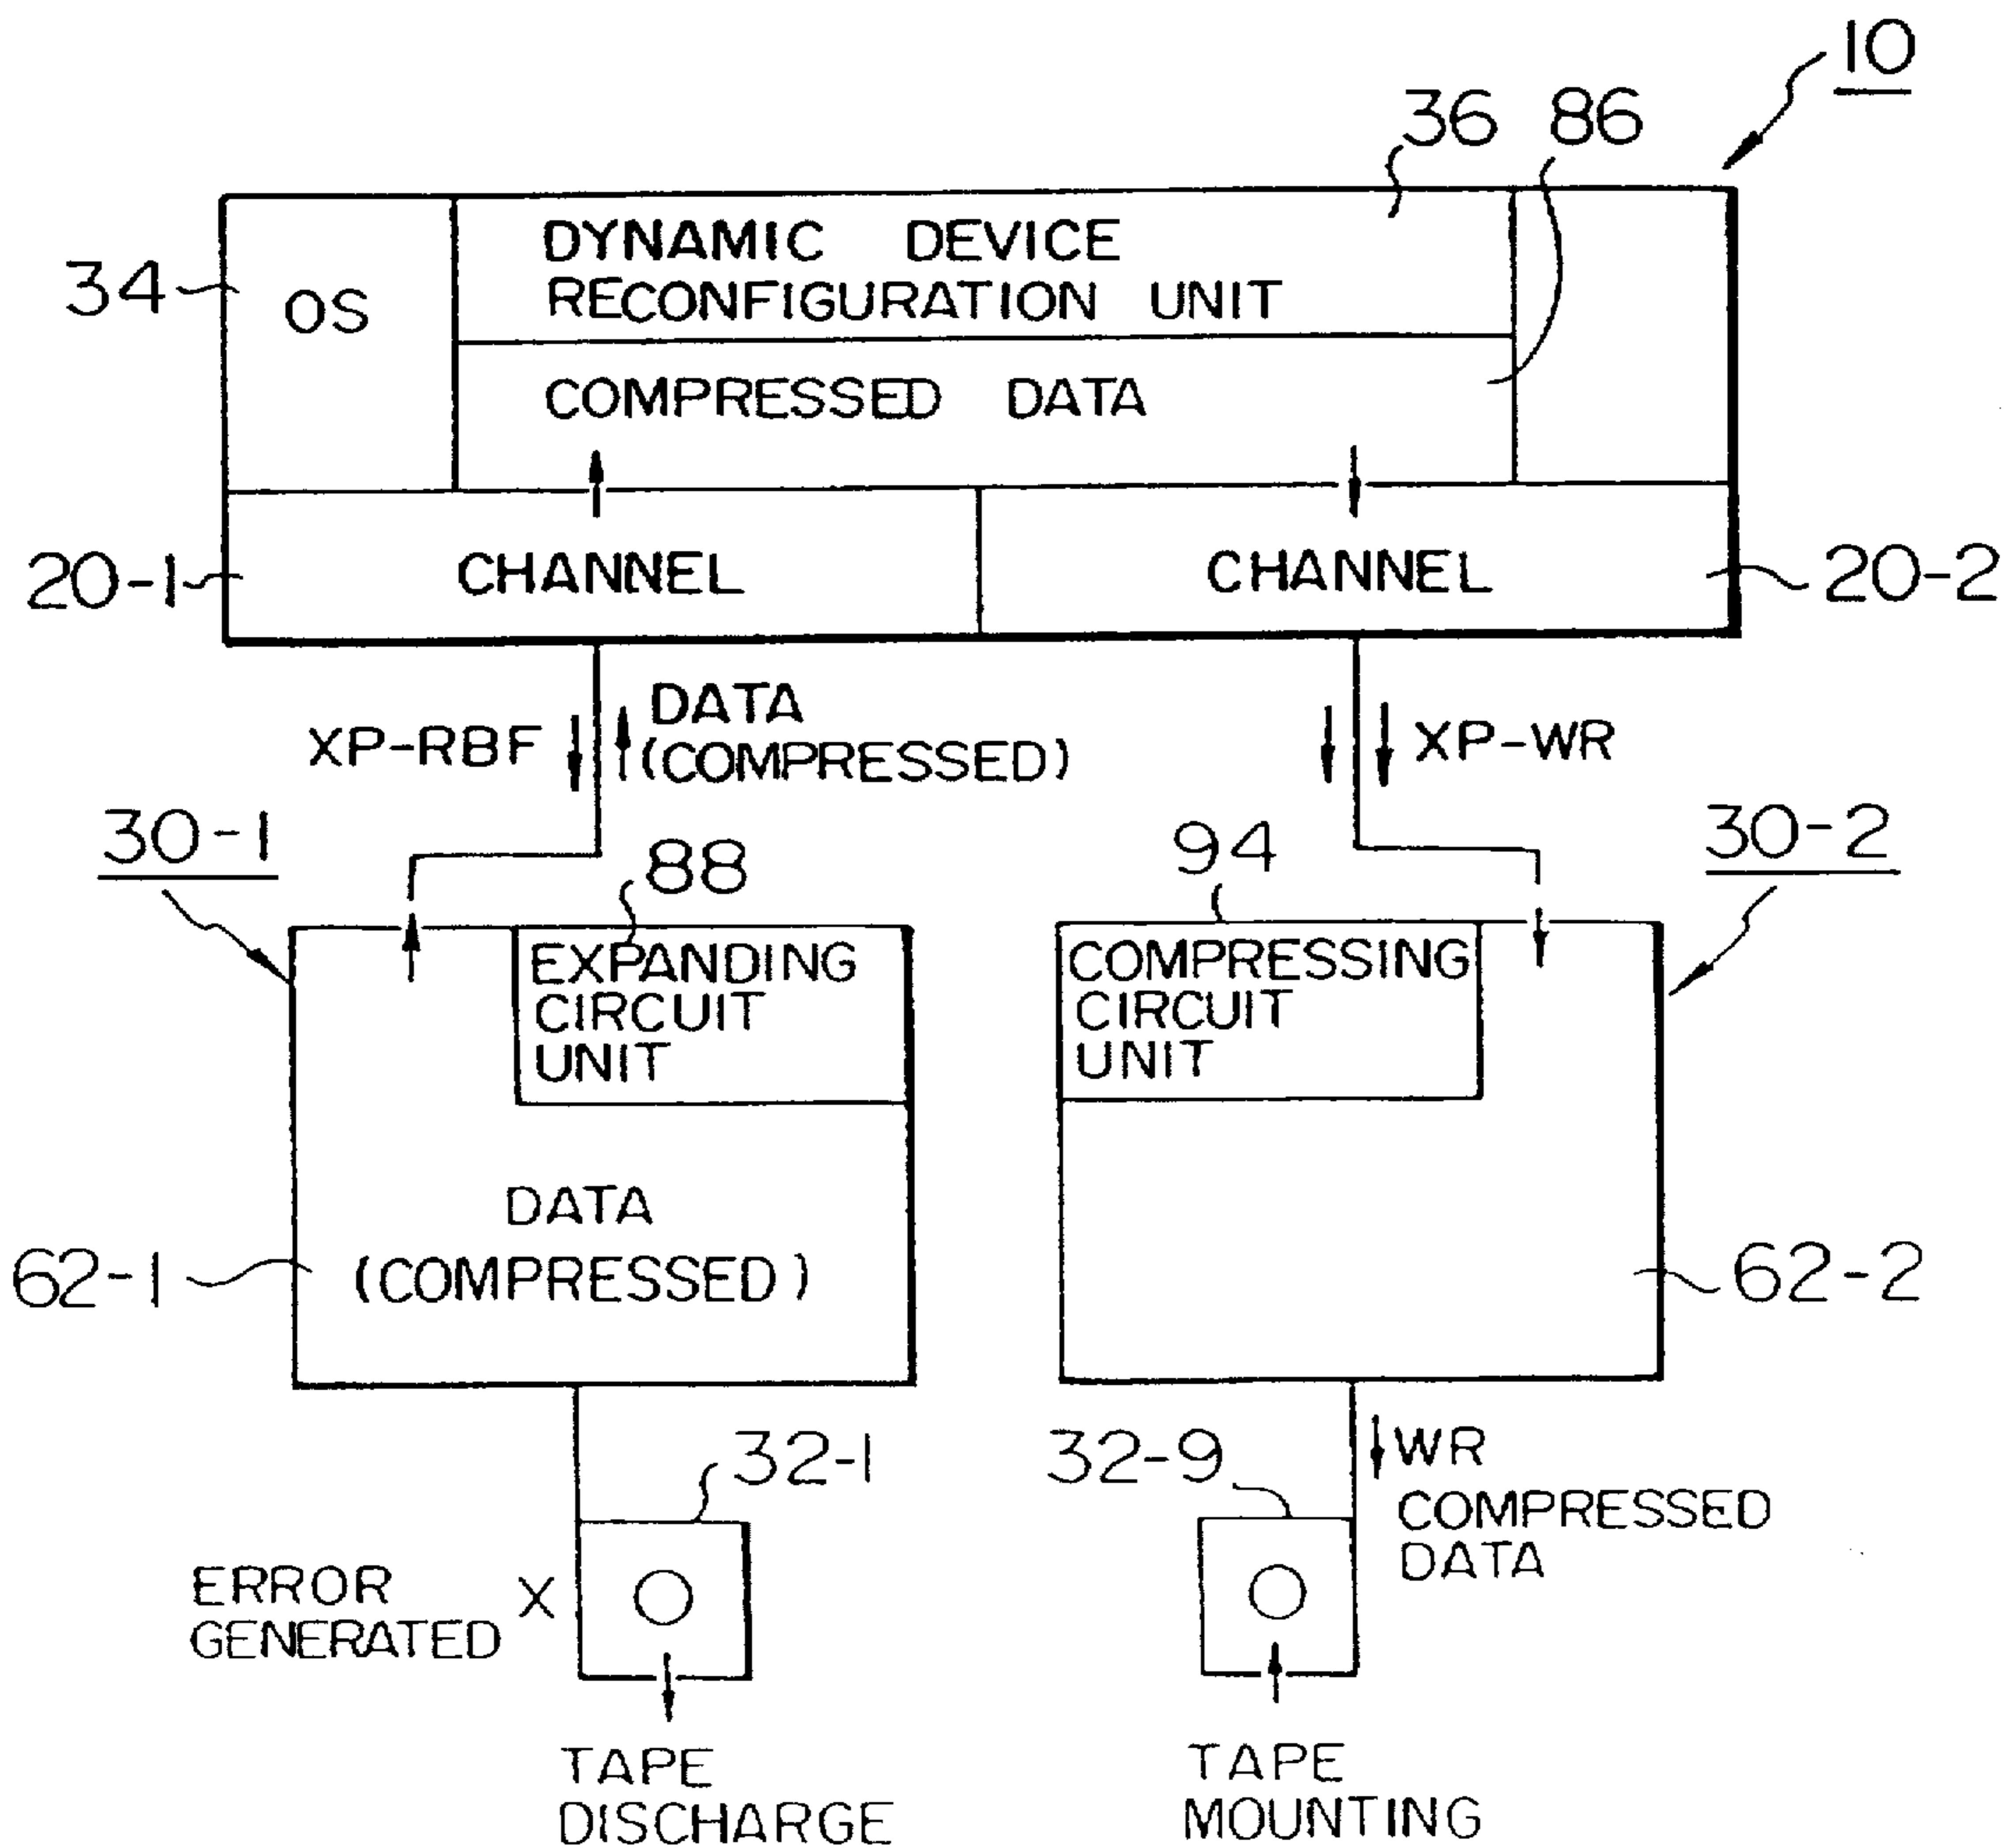 10
36
86
DYNAMIC DEVICE
RECONFIGURATION UNIT
34
OS
COMPRESSED DATA
20-1
CHANNEL
CHANNEL
20-2
XP-RBF
DATA
(COMPRESSED)
XP-WR
30-1
88
94
30-2
EXPANDING
CIRCUIT
UNIT
COMPRESSING
CIRCUIT
UNIT
DATA
(COMPRESSED)
62-1
62-2
32-1
32-9
WR
COMPRESSED
DATA
ERROR
GENERATED
X
TAPE
DISCHARGE
TAPE
MOUNTING